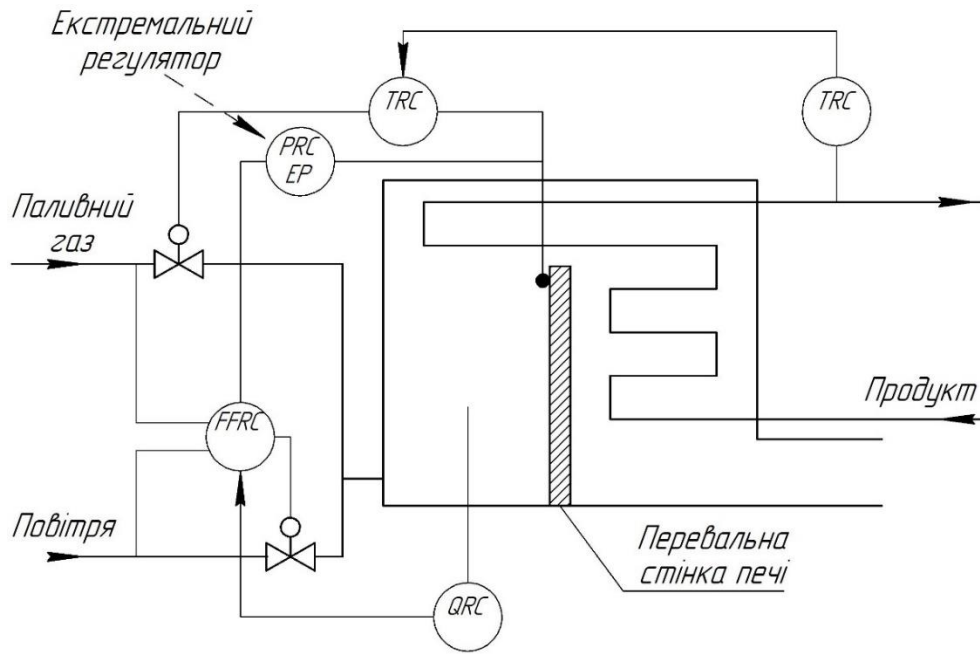 Екстремальний
регулятор
TRC
TRC
PRC
EP
Паливний
газ
FFRC
Продукт
Повітря
Перевальна
стінка печі
QRC